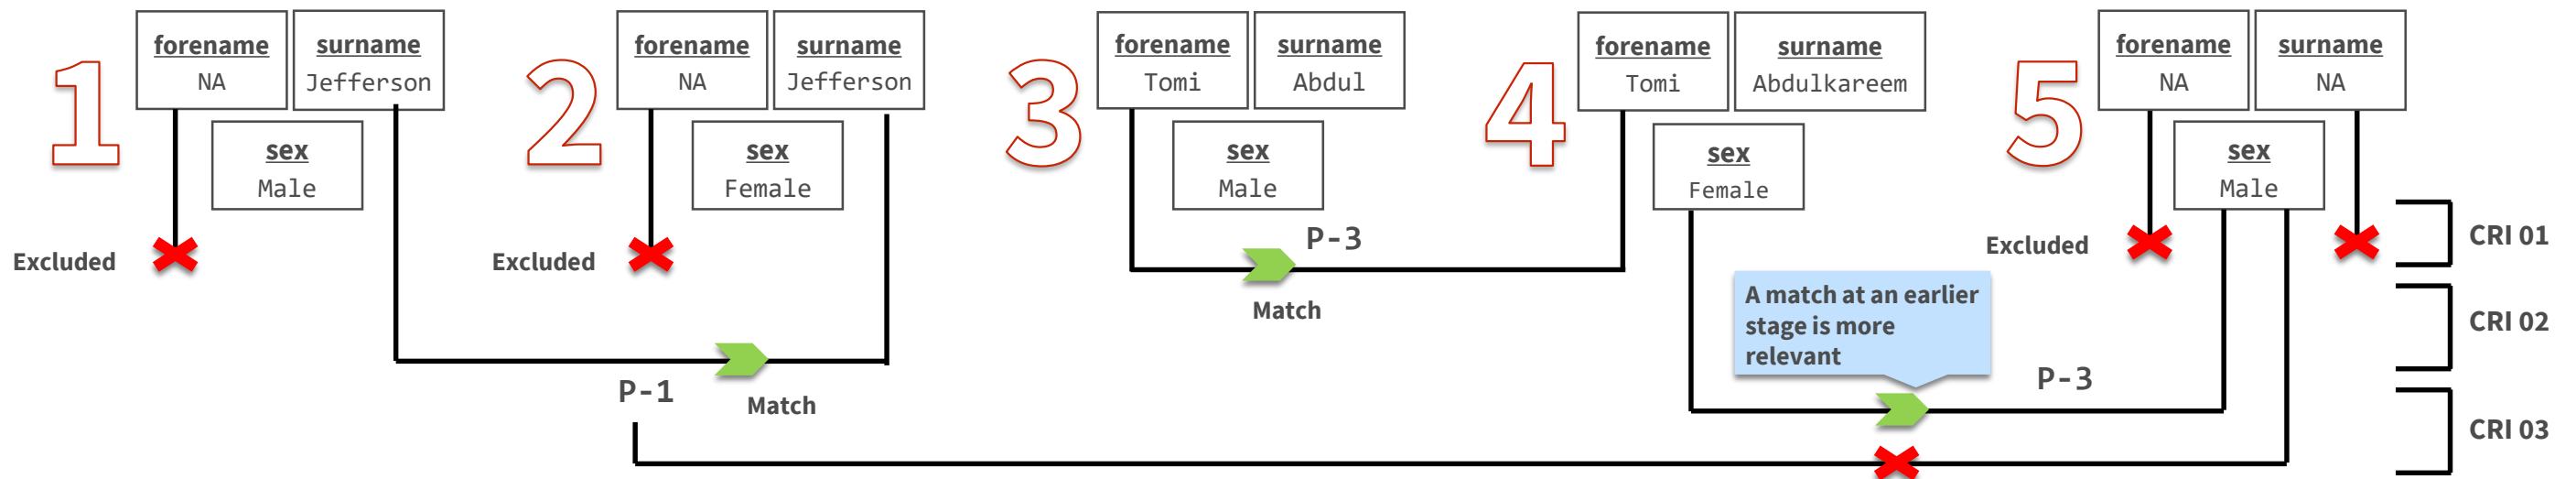 1
forename
NA
surname
Jefferson
sex
Male
Excluded
2
forename
NA
surname
Jefferson
sex
Female
Excluded
P-1
Match
3
forename
Tomi
surname
Abdul
sex
Male
P-3
Match
4
forename
Tomi
surname
Abdulkareem
sex
Female
A match at an earlier
stage is more
relevant
P-3
5
forename
NA
surname
NA
sex
Male
Excluded
CRI 01
CRI 02
CRI 03